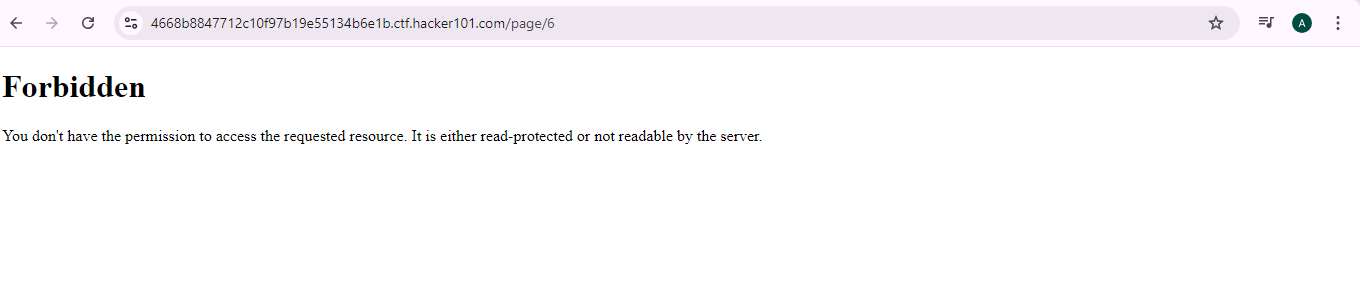 4668b8847712c10f97b19e55134b6e1b.ctf.hacker101.com/page/6
A
Forbidden
You don't have the permission to access the requested resource. It is either read-protected or not readable by the server.